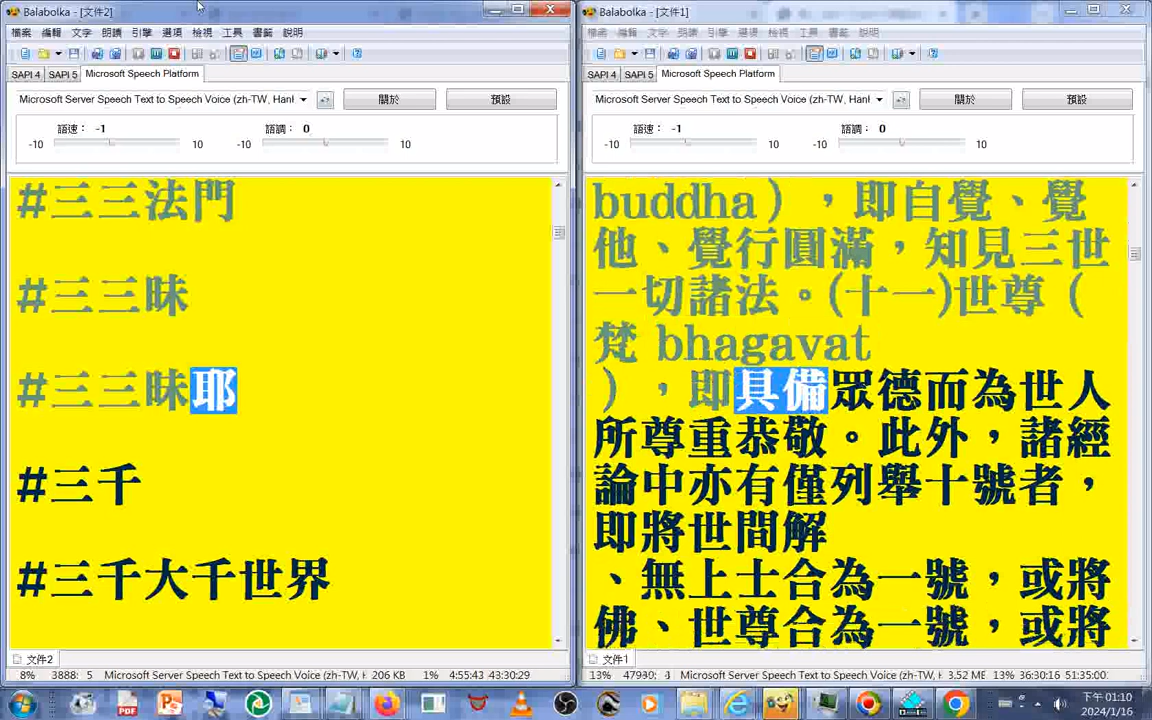 Balabolka - [文件2]
檔案 編輯 文字 朗讀 引擎 選項 檢視 工具 書籤 說明
SAPI 4 SAPI 5 Microsoft Speech Platform
Microsoft Server Speech Text to Speech Voice (zh-TW, Hanl
關於 預設
語速： -1 語調： 0
-10 10 -10 10
#三三法門
#三三昧
#三三昧耶
#三千
#三千大千世界
文件2
8% 3888: 5 Microsoft Server Speech Text to Speech Voice (zh-TW, H 206 KB 1% 4:55:43 43:30:29
Balabolka - [文件1]
檔案 編輯 文字 朗讀 引擎 選項 檢視 工具 書籤 說明
SAPI 4 SAPI 5 Microsoft Speech Platform
Microsoft Server Speech Text to Speech Voice (zh-TW, Hanl
關於 預設
語速： -1 語調： 0
-10 10 -10 10
buddha），即自覺、覺
他、覺行圓滿，知見三世
一切諸法。(十一)世尊（
梵 bhagavat
），即具備眾德而為世人
所尊重恭敬。此外，諸經
論中亦有僅列舉十號者，
即將世間解
、無上士合為一號，或將
佛、世尊合為一號，或將
文件1
13% 47930; 8 Microsoft Server Speech Text to Speech Voice (zh-TW, H 3.52 ME 13% 36:30:16 51:35:00
下午 01:10
2024/1/16